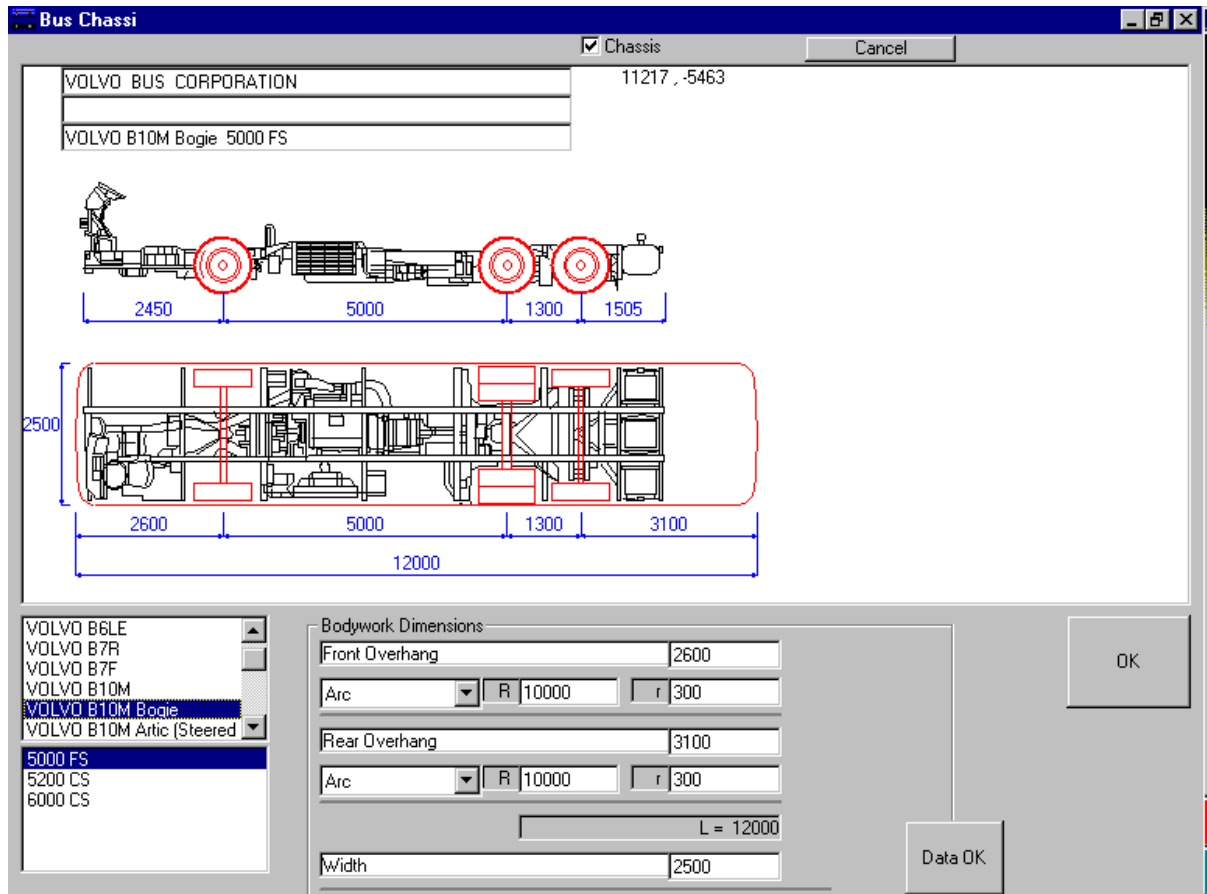 Bus Chassi
Chassis
Cancel
VOLVO BUS CORPORATION
11217 , -5463
VOLVO B10M Bogie 5000 FS
2450 5000 1300 1505
2500
2600 5000 1300 3100
12000
VOLVO B6LE
VOLVO B7R
VOLVO B7F
VOLVO B10M
VOLVO B10M Bogie
VOLVO B10M Artic (Steered
5000 FS
5200 CS
6000 CS
Bodywork Dimensions
Front Overhang 2600
Arc R 10000 r 300
Rear Overhang 3100
Arc R 10000 r 300
L = 12000
Width 2500
Data OK
OK